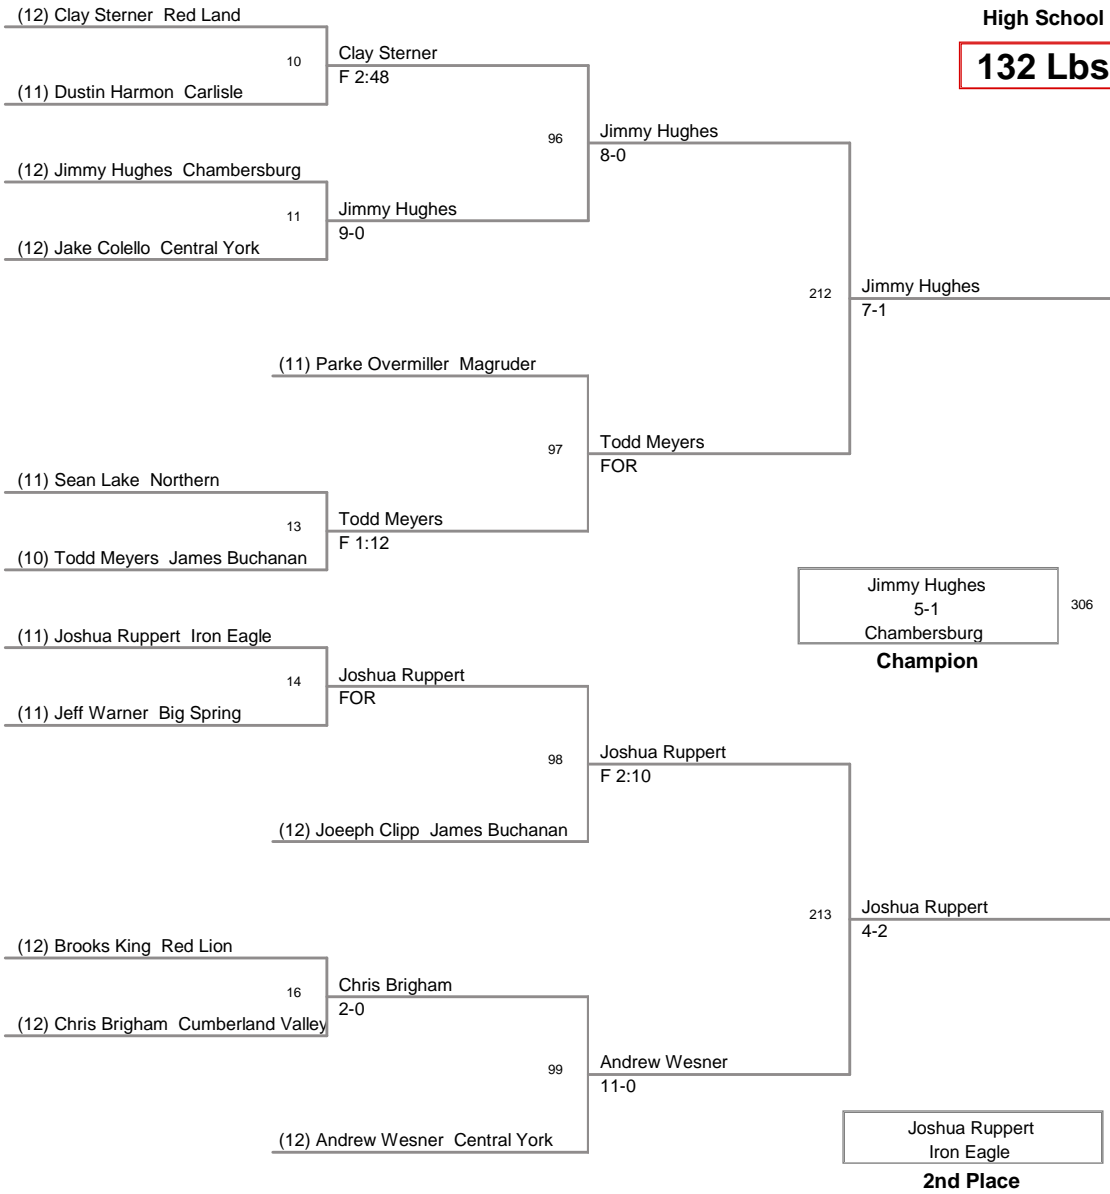 (12) Clay Sterner  Red Land
High School
10
Clay Sterner
F 2:48
132 Lbs
(11) Dustin Harmon  Carlisle
96
Jimmy Hughes
8-0
(12) Jimmy Hughes  Chambersburg
11
Jimmy Hughes
9-0
(12) Jake Colello  Central York
212
Jimmy Hughes
7-1
(11) Parke Overmiller  Magruder
97
Todd Meyers
FOR
(11) Sean Lake  Northern
13
Todd Meyers
F 1:12
(10) Todd Meyers  James Buchanan
Jimmy Hughes
5-1
Chambersburg
306
Champion
(11) Joshua Ruppert  Iron Eagle
14
Joshua Ruppert
FOR
(11) Jeff Warner  Big Spring
98
Joshua Ruppert
F 2:10
(12) Joeeph Clipp  James Buchanan
213
Joshua Ruppert
4-2
(12) Brooks King  Red Lion
16
Chris Brigham
2-0
(12) Chris Brigham  Cumberland Valley
99
Andrew Wesner
11-0
(12) Andrew Wesner  Central York
Joshua Ruppert
Iron Eagle
2nd Place